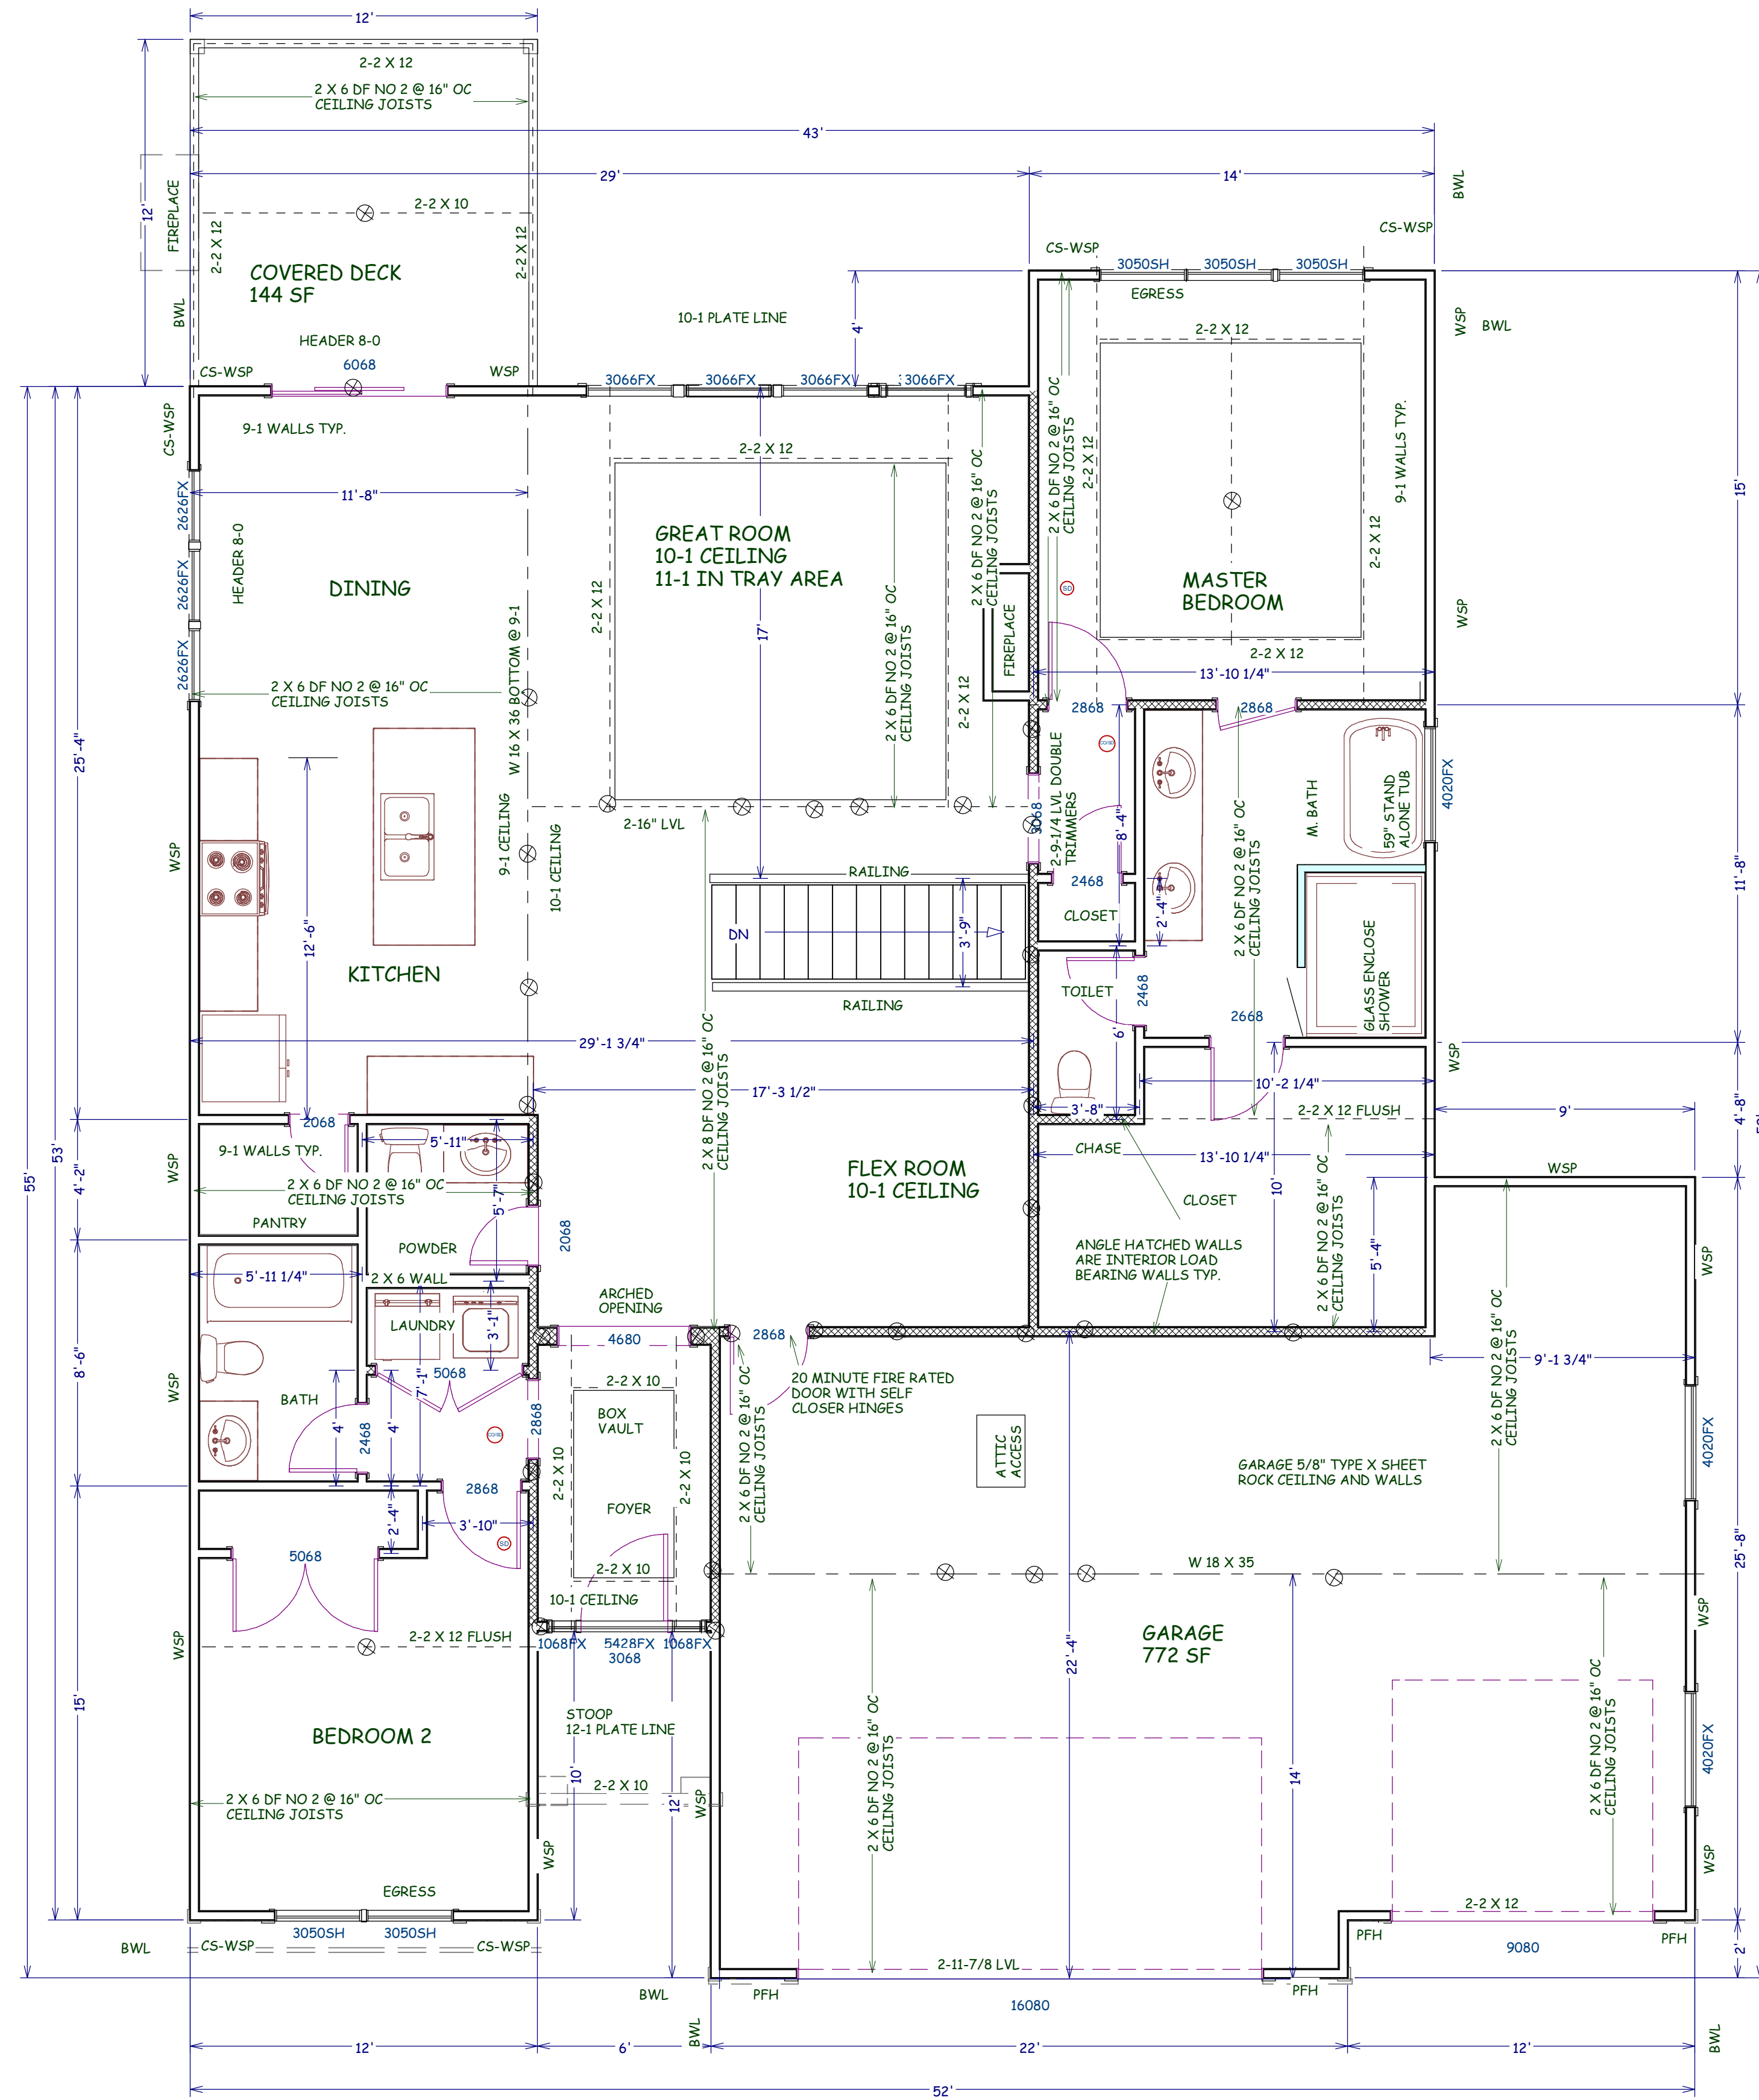 12'
2-2 X 12
2 X 6 DF NO 2 @ 16" OC
CEILING JOISTS
43'
29'
14'
12'
FIREPLACE
2-2 X 12
2-2 X 10
2-2 X 12
BWL
CS-WSP
CS-WSP
COVERED DECK
144 SF
BWL
HEADER 8-0
6068
CS-WSP
WSP
10-1 PLATE LINE
4'
3050SH
3050SH
3050SH
EGRESS
WSP
BWL
2-2 X 12
3066FX
3066FX
3066FX
3066FX
CS-WSP
9-1 WALLS TYP.
11'-8"
2626FX
2626FX
2626FX
HEADER 8-0
DINING
2-2 X 12
GREAT ROOM
10-1 CEILING
11-1 IN TRAY AREA
2-2 X 12
17'
2 X 6 DF NO 2 @ 16" OC
CEILING JOISTS
2 X 6 DF NO 2 @ 16" OC
CEILING JOISTS
2 X 6 DF NO 2 @ 16" OC
CEILING JOISTS
2-2 X 12
9-1 WALLS TYP.
2-2 X 12
15'
MASTER
BEDROOM
SD
WSP
FIREPLACE
2-2 X 12
2-2 X 12
13'-10 1/4"
2 X 6 DF NO 2 @ 16" OC
CEILING JOISTS
W 16 X 36 BOTTOM @ 9-1
25'-4"
53'
55'
2868
2868
9-1 CEILING
10-1 CEILING
2-16" LVL
3068
2-9-1/4 LVL DOUBLE
TRIMMERS
8'-4"
2 X 6 DF NO 2 @ 16" OC
CEILING JOISTS
M. BATH
59" STAND
ALONE TUB
4020FX
11'-8"
WSP
12'-6"
KITCHEN
RAILING
DN
3'-9"
RAILING
2468
CLOSET
2'-4"
TOILET
2468
6'
2668
GLASS ENCLOSE
SHOWER
WSP
29'-1 3/4"
17'-3 1/2"
2 X 8 DF NO 2 @ 16" OC
CEILING JOISTS
3'-8"
10'-2 1/4"
2-2 X 12 FLUSH
9'
4'-8"
2068
9-1 WALLS TYP.
5'-11"
WSP
4'-2"
2 X 6 DF NO 2 @ 16" OC
CEILING JOISTS
PANTRY
5'-7"
POWDER
2068
FLEX ROOM
10-1 CEILING
CHASE
13'-10 1/4"
CLOSET
10'
2 X 6 DF NO 2 @ 16" OC
CEILING JOISTS
5'-4"
WSP
WSP
ANGLE HATCHED WALLS
ARE INTERIOR LOAD
BEARING WALLS TYP.
5'-11 1/4"
2 X 6 WALL
LAUNDRY
3'-1"
ARCHED
OPENING
4680
2868
8'-6"
WSP
BATH
4'
2468
4'
7'-1"
5068
2868
2-2 X 10
BOX
VAULT
2-2 X 10
2-2 X 10
FOYER
2-2 X 10
10-1 CEILING
2 X 6 DF NO 2 @ 16" OC
CEILING JOISTS
20 MINUTE FIRE RATED
DOOR WITH SELF
CLOSER HINGES
ATTIC
ACCESS
GARAGE 5/8" TYPE X SHEET
ROCK CEILING AND WALLS
2 X 6 DF NO 2 @ 16" OC
CEILING JOISTS
9'-1 3/4"
4020FX
25'-8"
2868
3'-10"
2'-4"
SD
5068
W 18 X 35
WSP
2-2 X 12 FLUSH
WSP
1068FX
5428FX
1068FX
3068
GARAGE
772 SF
22'-4"
14'
15'
BEDROOM 2
STOOP
12-1 PLATE LINE
2-2 X 10
10'
12'
WSP
WSP
2 X 6 DF NO 2 @ 16" OC
CEILING JOISTS
2 X 6 DF NO 2 @ 16" OC
CEILING JOISTS
2 X 6 DF NO 2 @ 16" OC
CEILING JOISTS
4020FX
WSP
EGRESS
3050SH
3050SH
BWL
CS-WSP
CS-WSP
2-2 X 12
PFH
PFH
9080
2'
2-11-7/8 LVL
BWL
PFH
PFH
16080
BWL
BWL
12'
6'
22'
12'
52'